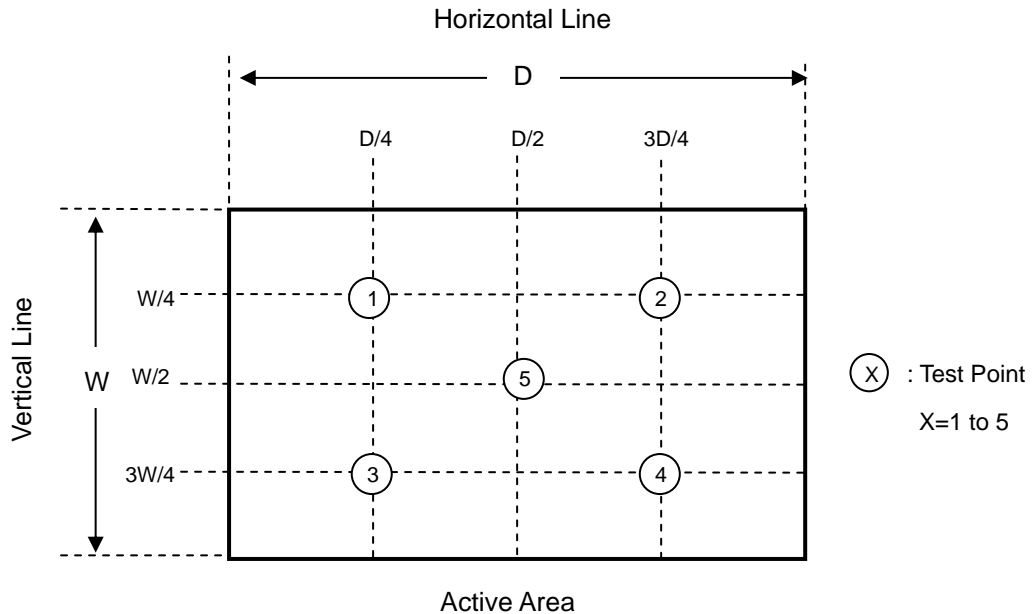 Horizontal Line
D
D/4 D/2 3D/4
W/4
1 2
Vertical Line
W
W/2
5
X : Test Point
X=1 to 5
3W/4
3 4
Active Area